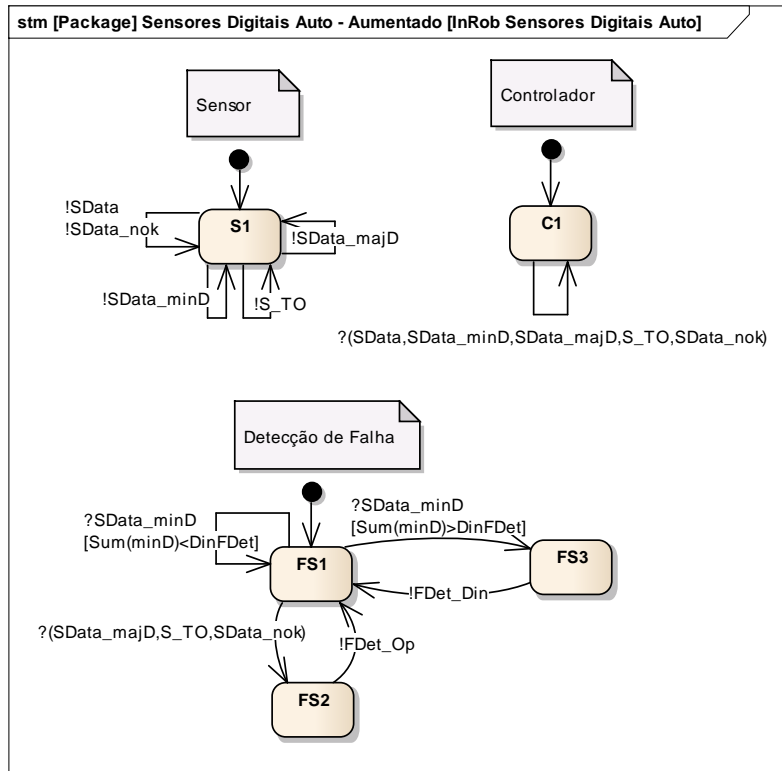 stm [Package] Sensores Digitais Auto - Aumentado [InRob Sensores Digitais Auto]
Sensor
Controlador
!SData
!SData_nok
S1
!SData_majD
!SData_minD
!S_TO
C1
?(SData,SData_minD,SData_majD,S_TO,SData_nok)
Detecção de Falha
?SData_minD
[Sum(minD)<DinFDet]
?SData_minD
[Sum(minD)>DinFDet]
FS1
FS3
!FDet_Din
?(SData_majD,S_TO,SData_nok)
!FDet_Op
FS2